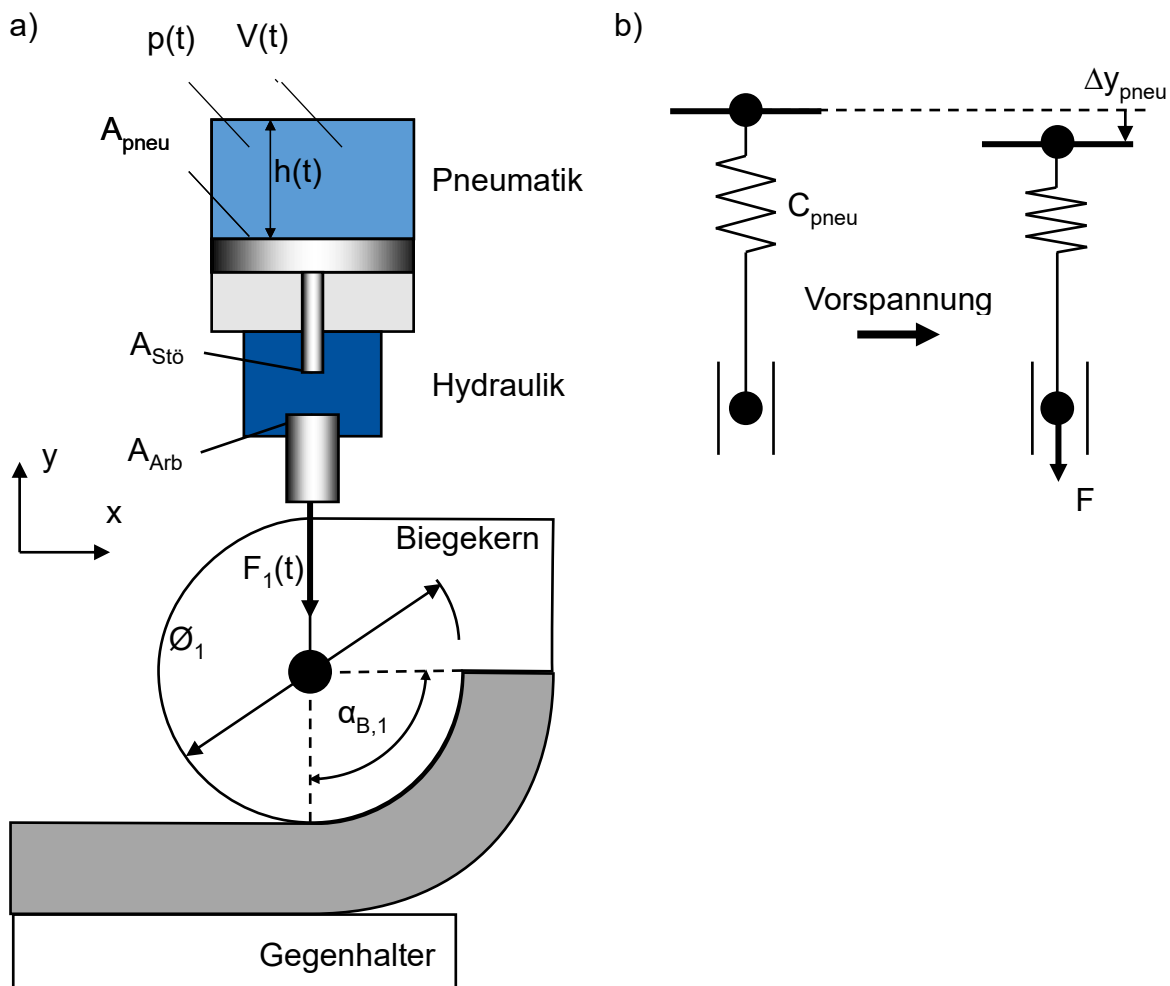 a)
p(t)
V(t)
A_pneu
h(t)
Pneumatik
A_Stö
Hydraulik
A_Arb
y
x
Biegekern
F_1(t)
Ø_1
α_B,1
Gegenhalter
b)
Δy_pneu
C_pneu
Vorspannung
F